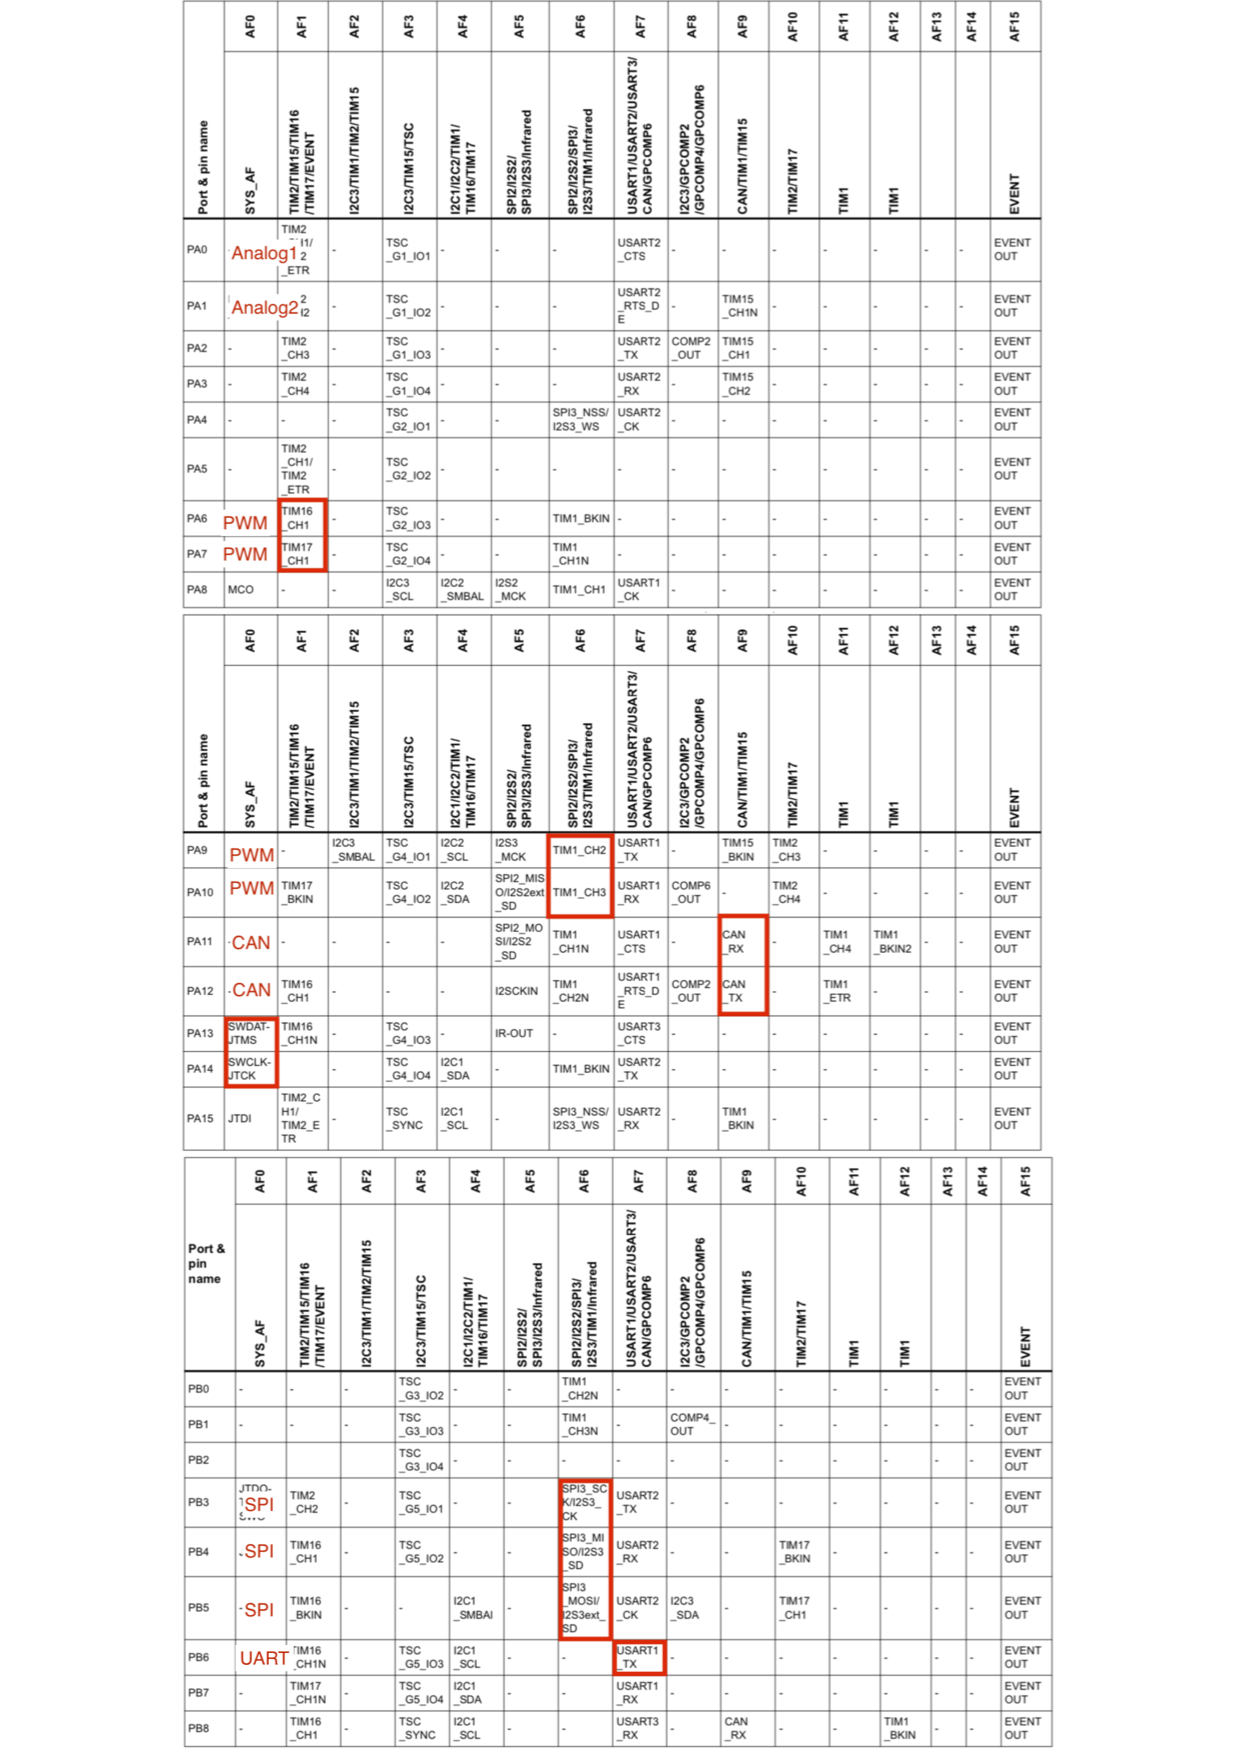 Port & pin name AF0 AF1 AF2 AF3 AF4 AF5 AF6 AF7 AF8 AF9 AF10 AF11 AF12 AF13 AF14 AF15
SYS_AF TIM2/TIM15/TIM16/TIM17/EVENT I2C3/TIM1/TIM2/TIM15 I2C3/TIM15/TSC I2C1/I2C2/TIM1/TIM16/TIM17 SPI2/I2S2/SPI3/I2S3/Infrared SPI2/I2S2/SPI3/I2S3/TIM1/Infrared USART1/USART2/USART3/CAN/GPCOMP6 I2C3/GPCOMP2/GPCOMP4/GPCOMP6 CAN/TIM1/TIM15 TIM2/TIM17 TIM1 TIM1 EVENT
PA0 Analog1 TIM2 2 _ETR - TSC _G1_IO1 - - - USART2 _CTS - - - - - - - EVENT OUT
PA1 Analog2 - TSC _G1_IO2 - - - USART2 _RTS_D E - TIM15 _CH1N - - - - - EVENT OUT
PA2 - TIM2 _CH3 - TSC _G1_IO3 - - - USART2 _TX COMP2 _OUT TIM15 _CH1 - - - - - EVENT OUT
PA3 - TIM2 _CH4 - TSC _G1_IO4 - - - USART2 _RX - TIM15 _CH2 - - - - - EVENT OUT
PA4 - - - TSC _G2_IO1 - - SPI3_NSS/ I2S3_WS USART2 _CK - - - - - - - EVENT OUT
PA5 - TIM2 _CH1/ TIM2 _ETR - TSC _G2_IO2 - - - - - - - - - - - EVENT OUT
PA6 PWM TIM16 _CH1 - TSC _G2_IO3 - - TIM1_BKIN - - - - - - - - EVENT OUT
PA7 PWM TIM17 _CH1 - TSC _G2_IO4 - - TIM1 _CH1N - - - - - - - - EVENT OUT
PA8 MCO - - I2C3 _SCL I2C2 _SMBAL I2S2 _MCK TIM1_CH1 USART1 _CK - - - - - - - EVENT OUT
Port & pin name AF0 AF1 AF2 AF3 AF4 AF5 AF6 AF7 AF8 AF9 AF10 AF11 AF12 AF13 AF14 AF15
SYS_AF TIM2/TIM15/TIM16/TIM17/EVENT I2C3/TIM1/TIM2/TIM15 I2C3/TIM15/TSC I2C1/I2C2/TIM1/TIM16/TIM17 SPI2/I2S2/SPI3/I2S3/Infrared SPI2/I2S2/SPI3/I2S3/TIM1/Infrared USART1/USART2/USART3/CAN/GPCOMP6 I2C3/GPCOMP2/GPCOMP4/GPCOMP6 CAN/TIM1/TIM15 TIM2/TIM17 TIM1 TIM1 EVENT
PA9 PWM - I2C3 _SMBAL TSC _G4_IO1 I2C2 _SCL I2S3 _MCK TIM1_CH2 USART1 _TX - TIM15 _BKIN TIM2 _CH3 - - - - EVENT OUT
PA10 PWM TIM17 _BKIN - TSC _G4_IO2 I2C2 _SDA SPI2_MIS O/I2S2ext _SD TIM1_CH3 USART1 _RX COMP6 _OUT - TIM2 _CH4 - - - - EVENT OUT
PA11 -CAN - - - - SPI2_MO SI/I2S2 _SD TIM1 _CH1N USART1 _CTS - CAN _RX - TIM1 _CH4 TIM1 _BKIN2 - - EVENT OUT
PA12 -CAN TIM16 _CH1 - - - I2SCKIN TIM1 _CH2N USART1 _RTS_D E COMP2 _OUT CAN _TX - TIM1 _ETR - - - EVENT OUT
PA13 SWDAT- JTMS TIM16 _CH1N - TSC _G4_IO3 - IR-OUT - USART3 _CTS - - - - - - - EVENT OUT
PA14 SWCLK- JTCK - TSC _G4_IO4 I2C1 _SDA - TIM1_BKIN USART2 _TX - - - - - - - EVENT OUT
PA15 JTDI TIM2_C H1/ TIM2_E TR - TSC _SYNC I2C1 _SCL - SPI3_NSS/ I2S3_WS USART2 _RX - TIM1 _BKIN - - - - - EVENT OUT
Port & pin name AF0 AF1 AF2 AF3 AF4 AF5 AF6 AF7 AF8 AF9 AF10 AF11 AF12 AF13 AF14 AF15
SYS_AF TIM2/TIM15/TIM16/TIM17/EVENT I2C3/TIM1/TIM2/TIM15 I2C3/TIM15/TSC I2C1/I2C2/TIM1/TIM16/TIM17 SPI2/I2S2/SPI3/I2S3/Infrared SPI2/I2S2/SPI3/I2S3/TIM1/Infrared USART1/USART2/USART3/CAN/GPCOMP6 I2C3/GPCOMP2/GPCOMP4/GPCOMP6 CAN/TIM1/TIM15 TIM2/TIM17 TIM1 TIM1 EVENT
PB0 - - - TSC _G3_IO2 - - TIM1 _CH2N - - - - - - - - EVENT OUT
PB1 - - - TSC _G3_IO3 - - TIM1 _CH3N - COMP4_ OUT - - - - - - EVENT OUT
PB2 - - - TSC _G3_IO4 - - - - - - - - - - - EVENT OUT
PB3 JTDO- SPI TIM2 _CH2 - TSC _G5_IO1 - - SPI3_SC K/I2S3_ CK USART2 _TX - - - - - - - EVENT OUT
PB4 -SPI TIM16 _CH1 - TSC _G5_IO2 - - SPI3_MI SO/I2S3 _SD USART2 _RX - - TIM17 _BKIN - - - - EVENT OUT
PB5 -SPI TIM16 _BKIN - - I2C1 _SMBAl - SPI3 _MOSI/ I2S3ext_ SD USART2 _CK I2C3 _SDA - TIM17 _CH1 - - - - EVENT OUT
PB6 UART TIM16 _CH1N - TSC _G5_IO3 I2C1 _SCL - - USART1 _TX - - - - - - - EVENT OUT
PB7 - TIM17 _CH1N - TSC _G5_IO4 I2C1 _SDA - - USART1 _RX - - - - - - - EVENT OUT
PB8 - TIM16 _CH1 - TSC _SYNC I2C1 _SCL - - USART3 _RX - CAN _RX - - TIM1 _BKIN - - EVENT OUT